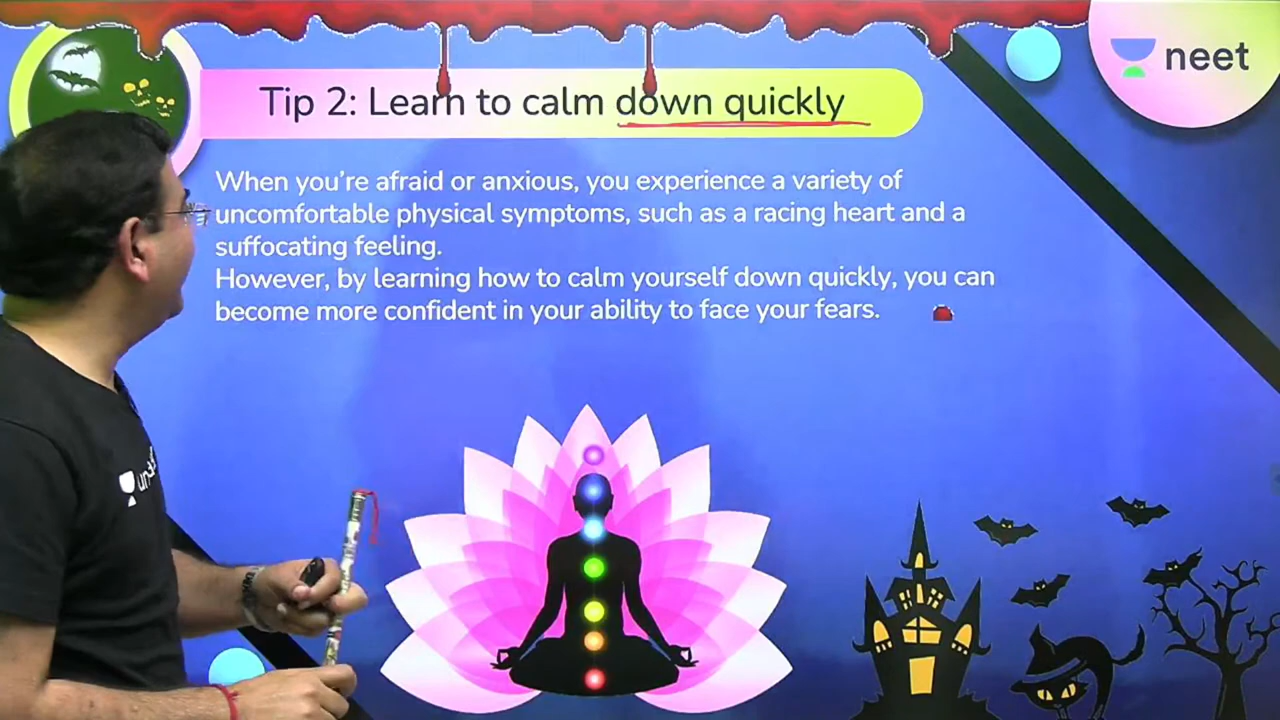 neet
Tip 2: Learn to calm down quickly
When you’re afraid or anxious, you experience a variety of
uncomfortable physical symptoms, such as a racing heart and a
suffocating feeling.
However, by learning how to calm yourself down quickly, you can
become more confident in your ability to face your fears.